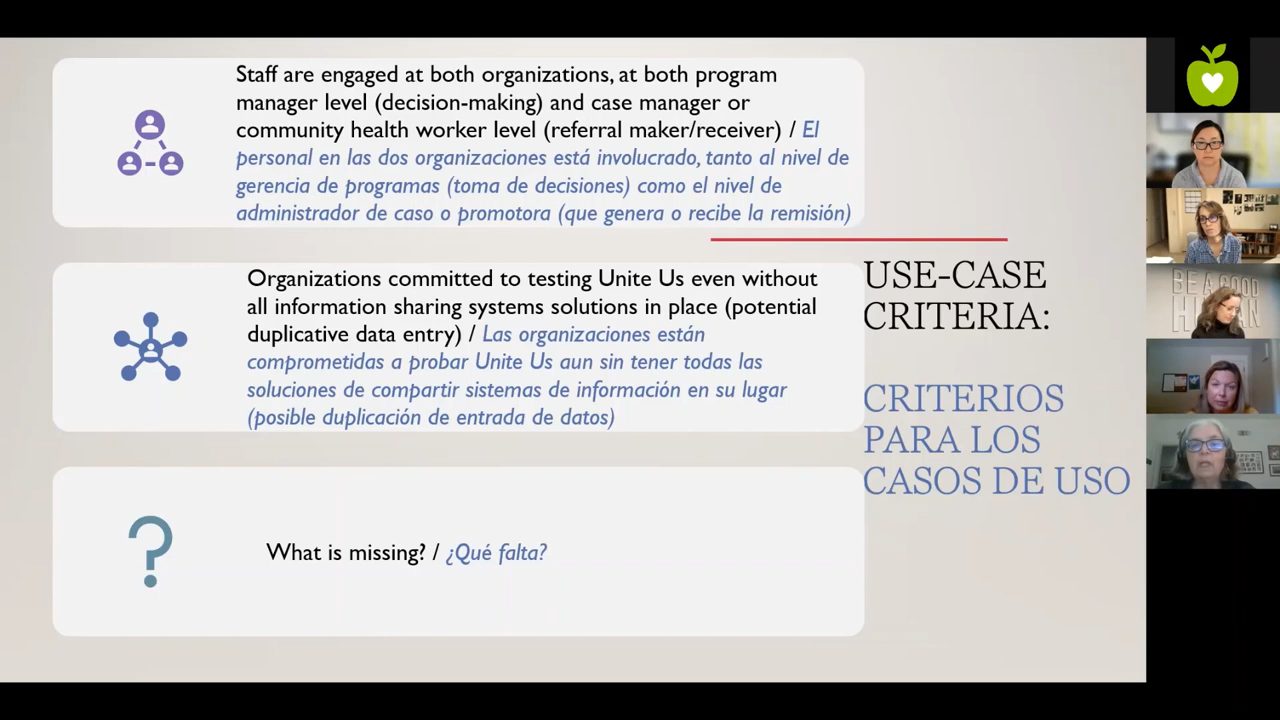 Staff are engaged at both organizations, at both program
manager level (decision-making) and case manager or
community health worker level (referral maker/receiver) / El
personal en las dos organizaciones está involucrado, tanto al nivel de
gerencia de programas (toma de decisiones) como el nivel de
administrador de caso o promotora (que genera o recibe la remisión)
Organizations committed to testing Unite Us even without
all information sharing systems solutions in place (potential
duplicative data entry) / Las organizaciones están
comprometidas a probar Unite Us aun sin tener todas las
soluciones de compartir sistemas de información en su lugar
(posible duplicación de entrada de datos)
?
What is missing? / ¿Qué falta?
USE-CASE
CRITERIA:
CRITERIOS
PARA LOS
CASOS DE USO
BE A GOOD